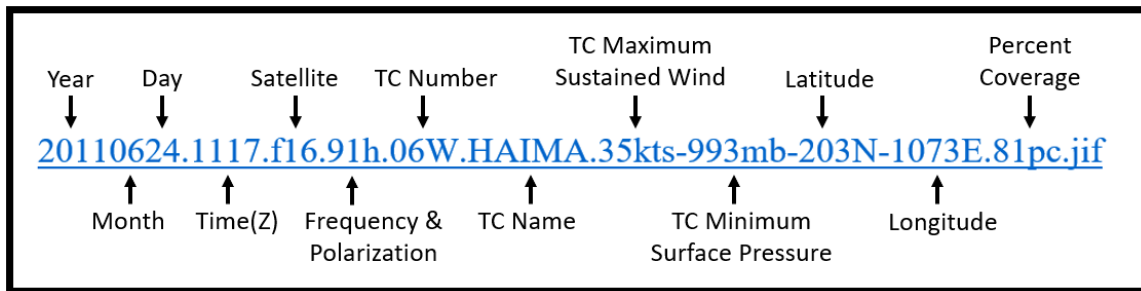 TC Maximum
Sustained Wind
Percent
Coverage
Year
Day
Satellite
TC Number
Latitude
20110624.1117.f16.91h.06W.HAIMA.35kts-993mb-203N-1073E.81pc.jif
Month
Time(Z)
Frequency &
Polarization
TC Name
TC Minimum
Surface Pressure
Longitude